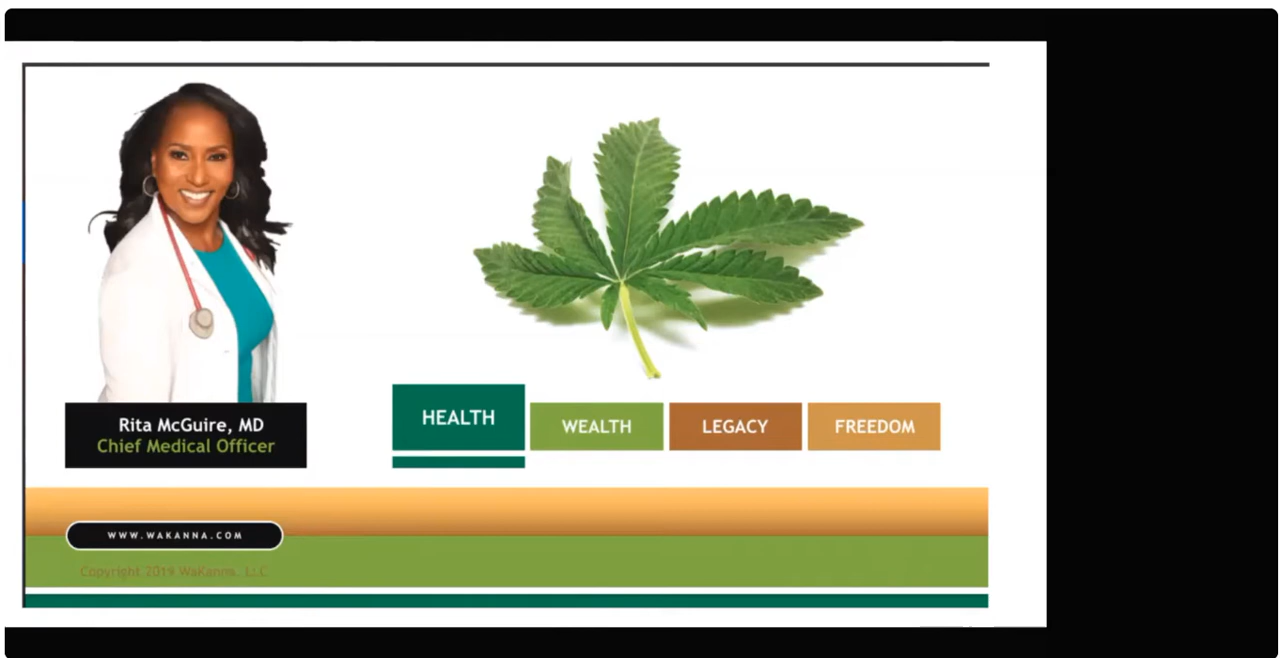 Rita McGuire, MD
Chief Medical Officer
HEALTH
WEALTH
LEGACY
FREEDOM
WWW.WAKANNA.COM
Copyright 2019 WaKanna, LLC